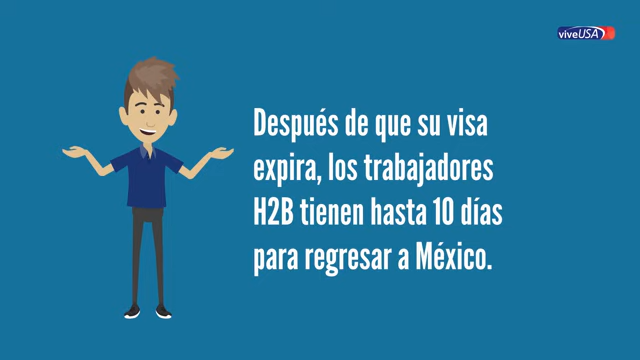 viveUSA
Después de que su visa
expira, los trabajadores
H2B tienen hasta 10 días
para regresar a México.